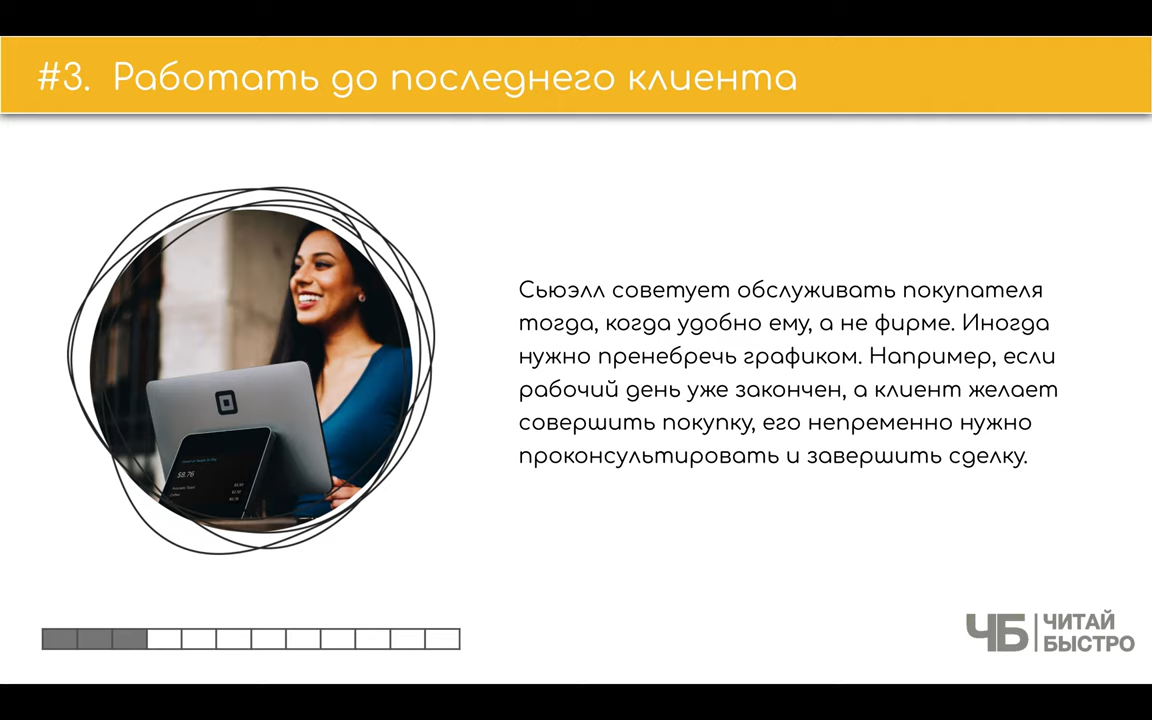 #3. Работать до последнего клиента
Сьюэлл советует обслуживать покупателя
тогда, когда удобно ему, а не фирме. Иногда
нужно пренебречь графиком. Например, если
рабочий день уже закончен, а клиент желает
совершить покупку, его непременно нужно
проконсультировать и завершить сделку.
$8.76
ЧБ
ЧИТАЙ
БЫСТРО